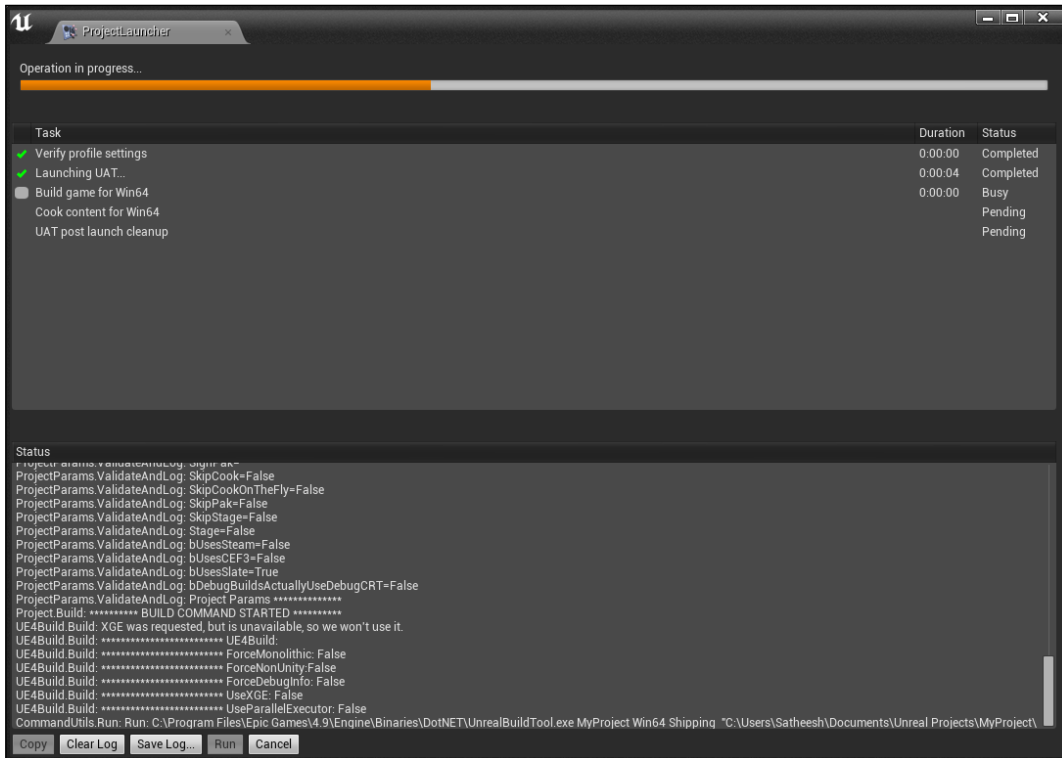 ProjectLauncher
Operation in progress...
Task Duration Status
Verify profile settings 0:00:00 Completed
Launching UAT... 0:00:04 Completed
Build game for Win64 0:00:00 Busy
Cook content for Win64 Pending
UAT post launch cleanup Pending
Status
ProjectParams.ValidateAndLog: SignPak=
ProjectParams.ValidateAndLog: SkipCook=False
ProjectParams.ValidateAndLog: SkipCookOnTheFly=False
ProjectParams.ValidateAndLog: SkipPak=False
ProjectParams.ValidateAndLog: SkipStage=False
ProjectParams.ValidateAndLog: Stage=False
ProjectParams.ValidateAndLog: bUsesSteam=False
ProjectParams.ValidateAndLog: bUsesCEF3=False
ProjectParams.ValidateAndLog: bUsesSlate=True
ProjectParams.ValidateAndLog: bDebugBuildsActuallyUseDebugCRT=False
ProjectParams.ValidateAndLog: Project Params **************
Project.Build: ********** BUILD COMMAND STARTED **********
UE4Build.Build: XGE was requested, but is unavailable, so we won't use it.
UE4Build.Build: ************************* UE4Build:
UE4Build.Build: ************************* ForceMonolithic: False
UE4Build.Build: ************************* ForceNonUnity:False
UE4Build.Build: ************************* ForceDebugInfo: False
UE4Build.Build: ************************* UseXGE: False
UE4Build.Build: ************************* UseParallelExecutor: False
CommandUtils.Run: Run: C:\Program Files\Epic Games\4.9\Engine\Binaries\DotNET\UnrealBuildTool.exe MyProject Win64 Shipping "C:\Users\Satheesh\Documents\Unreal Projects\MyProject\
Copy Clear Log Save Log... Run Cancel